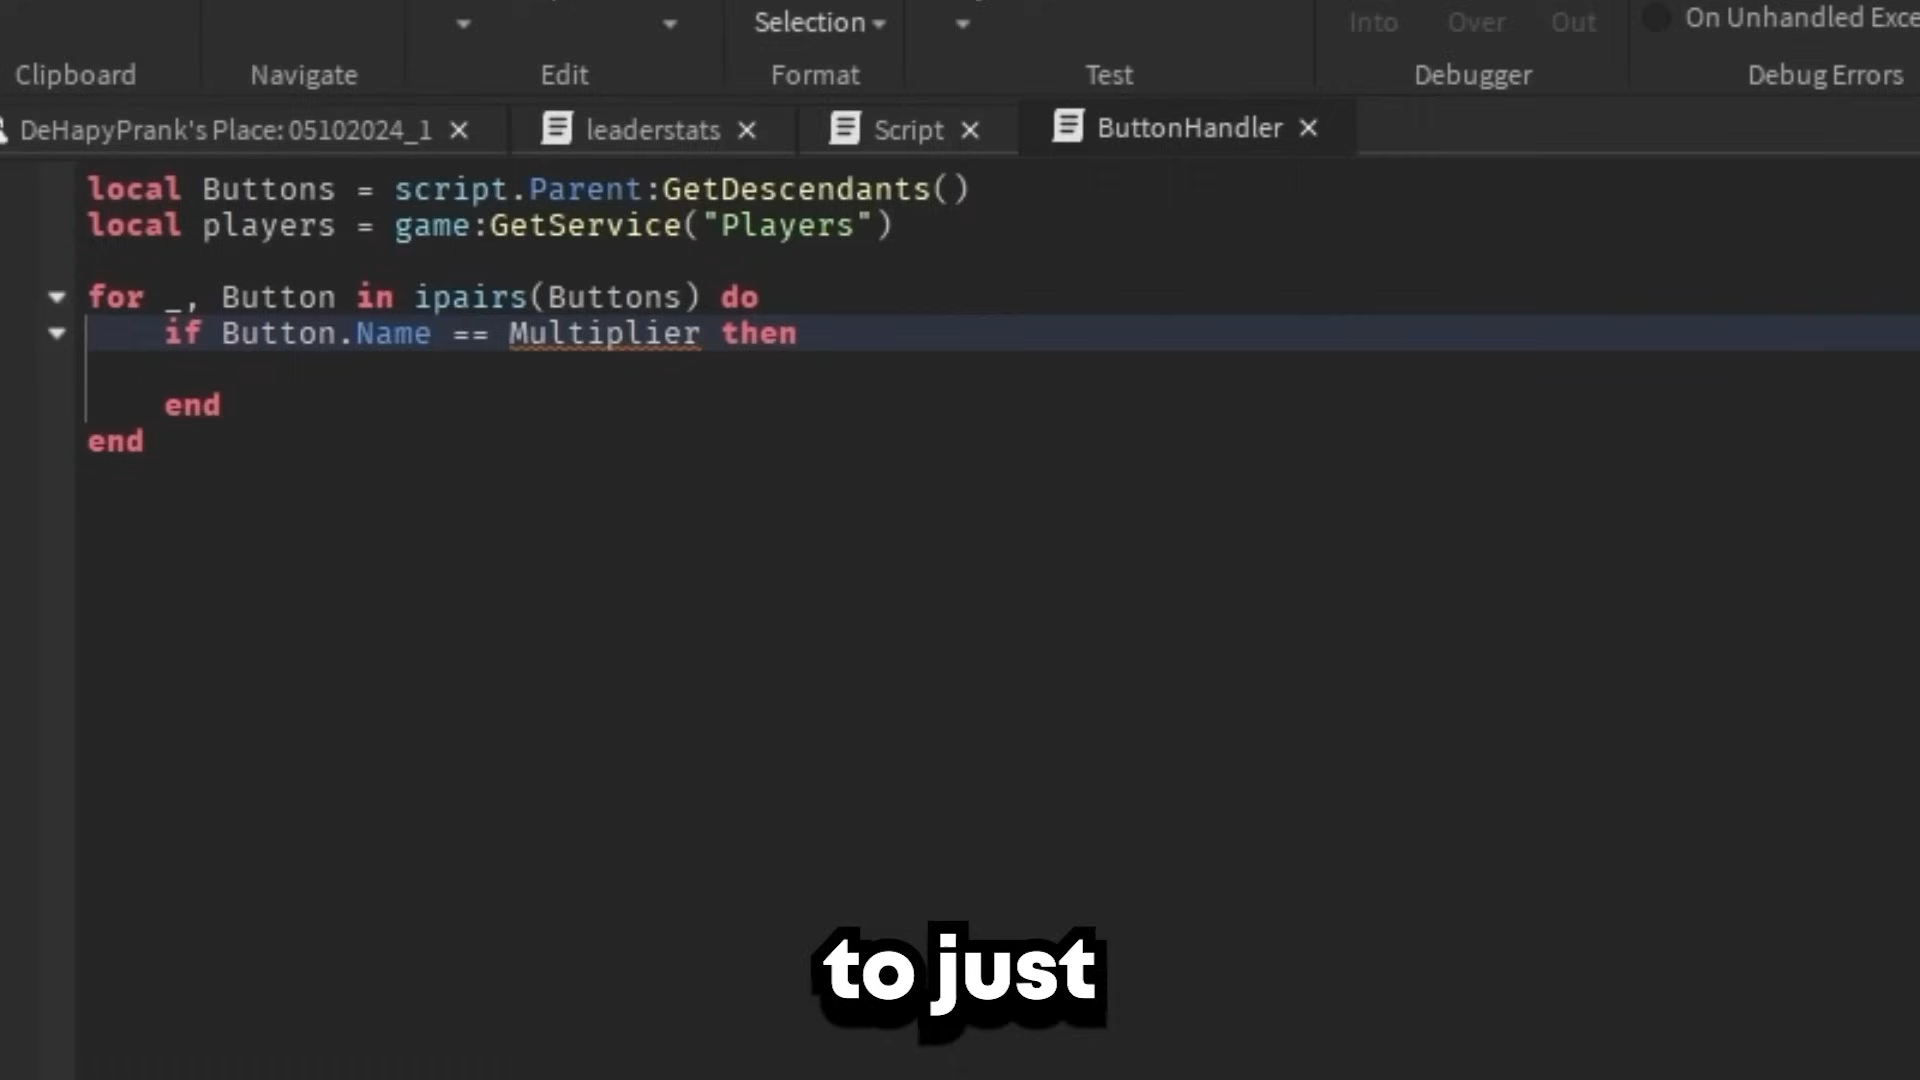 Selection
Into Over Out
On Unhandled Exce
Clipboard Navigate Edit Format Test Debugger Debug Errors
DeHapyPrank's Place: 05102024_1 × leaderstats × Script × ButtonHandler ×
local Buttons = script.Parent:GetDescendants()
local players = game:GetService("Players")
for _, Button in ipairs(Buttons) do
if Button.Name == Multiplier then
end
end
to just